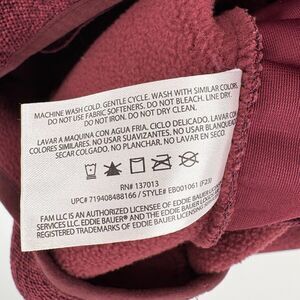 MACHINE WASH COLD. GENTLE CYCLE. WASH WITH SIMILAR COLORS.
DO NOT USE FABRIC SOFTENERS. DO NOT BLEACH. LINE DRY.
DO NOT IRON. DO NOT DRY CLEAN.
LAVAR A MAQUINA CON AGUA FRIA. CICLO DELICADO. LAVAR CON
COLORES SIMILARES. NO USAR SUAVIZANTES. NO USAR BLANQUEADOR.
SECAR COLGADO. NO PLANCHAR. NO LAVAR EN SECO.
RN# 137013
UPC# 719408488166 / STYLE# EB001061 (F23)
FAM LLC IS AN AUTHORIZED LICENSEE OF EDDIE BAUER
LLC. EDDIE BAUER® AND THE EDDIE BAUER LOGO
REGISTERED TRADEMARKS OF EDDIE BAUER